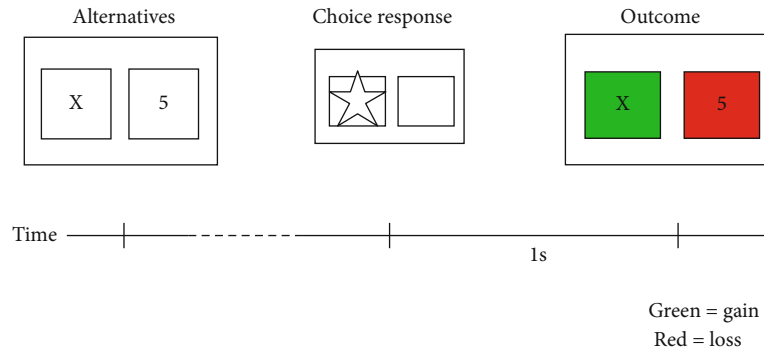 Alternatives
Choice response
Outcome
X
5
X
5
Time
1s
Green = gain
Red = loss